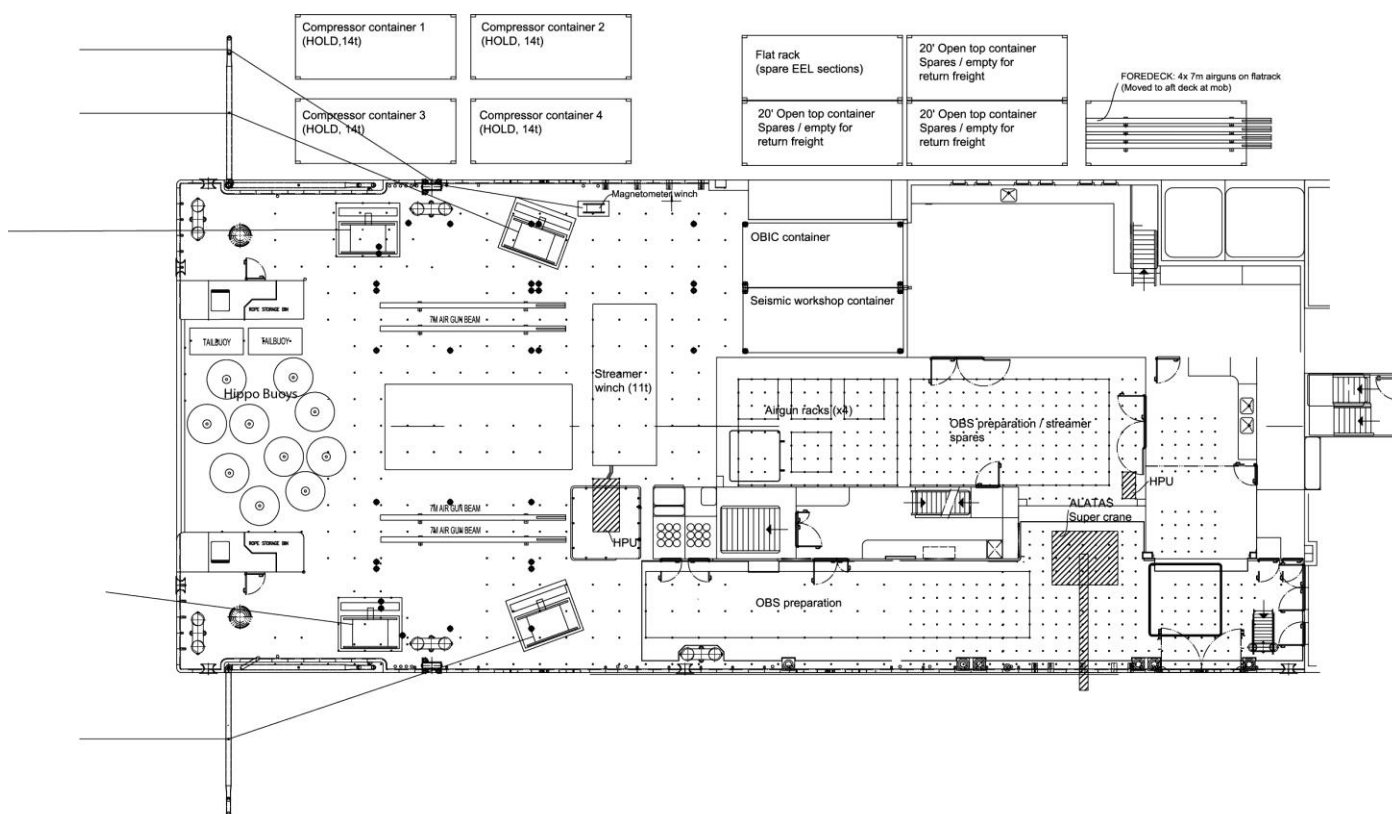 Compressor container 1
(HOLD,14t)
Compressor container 2
(HOLD, 14t)
Compressor container 3
(HOLD, 14t)
Compressor container 4
(HOLD, 14t)
Flat rack
(spare EEL sections)
20' Open top container
Spares / empty for
return freight
20' Open top container
Spares / empty for
return freight
20' Open top container
Spares / empty for
return freight
FOREDECK: 4x 7m airguns on flatrack
(Moved to aft deck at mob)
Magnetometer winch
OBIC container
Seismic workshop container
ROPE STORAGE BIN
7M AIR GUN BEAM
TAILBUOY
TAILBUOY
Hippo Buoys
Streamer
winch (11t)
Airgun racks (x4)
OBS preparation / streamer
spares
HPU
ALATAS
Super crane
7M AIR GUN BEAM
7M AIR GUN BEAM
HPU
ROPE STORAGE BIN
OBS preparation